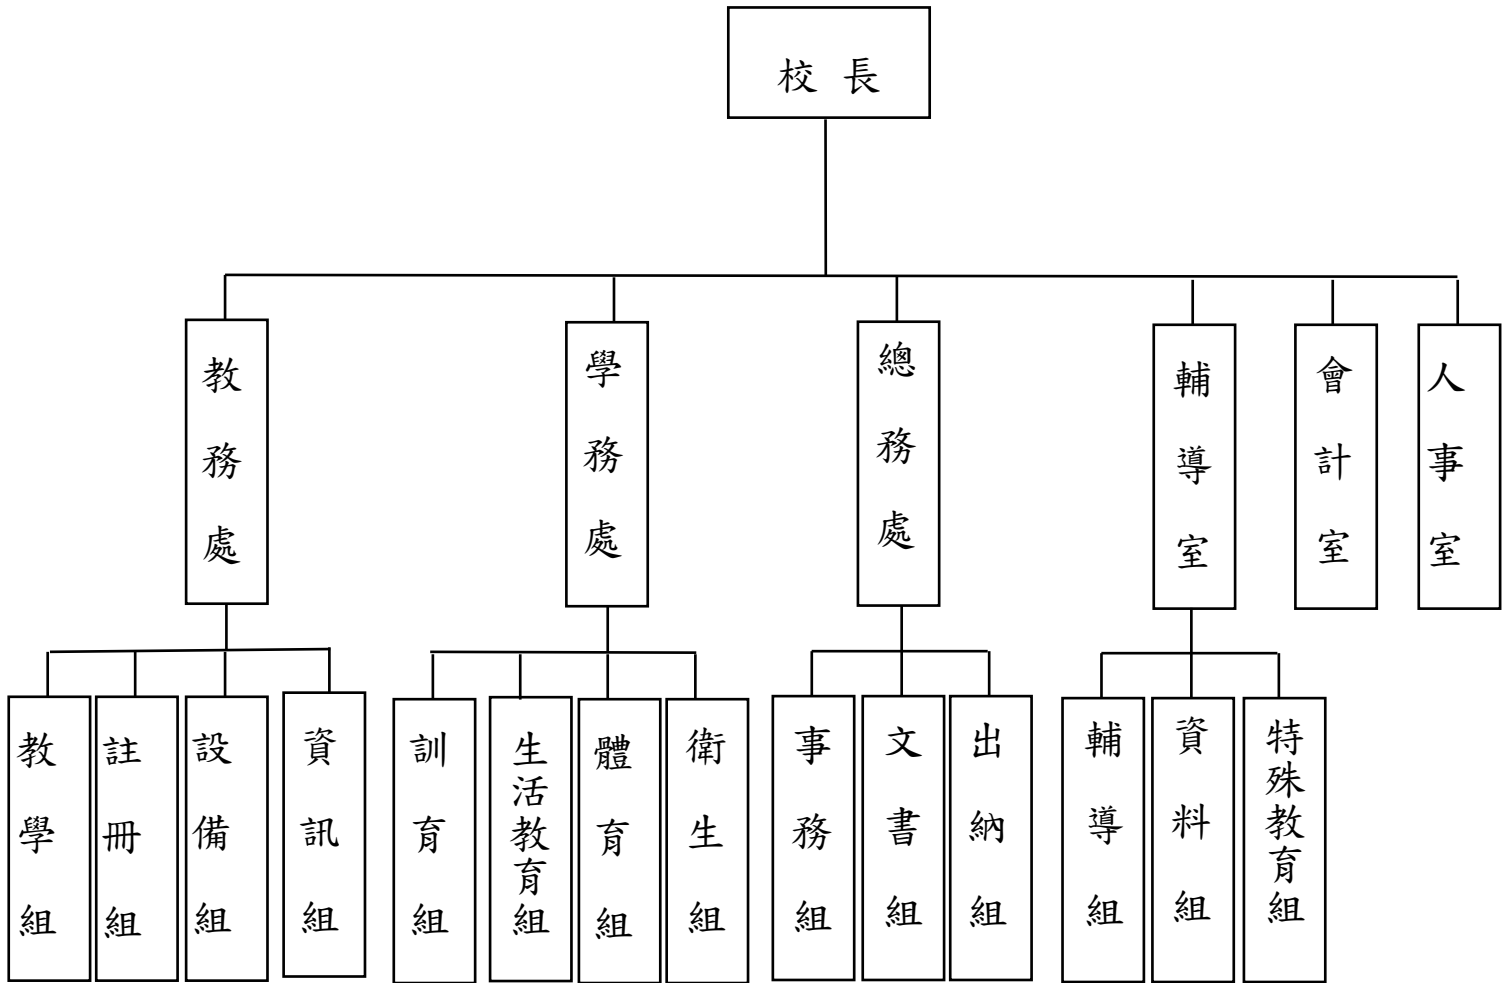 校長
教務處
學務處
總務處
輔導室
會計室
人事室
教學組
註冊組
設備組
資訊組
訓育組
生活教育組
體育組
衛生組
事務組
文書組
出納組
輔導組
資料組
特殊教育組